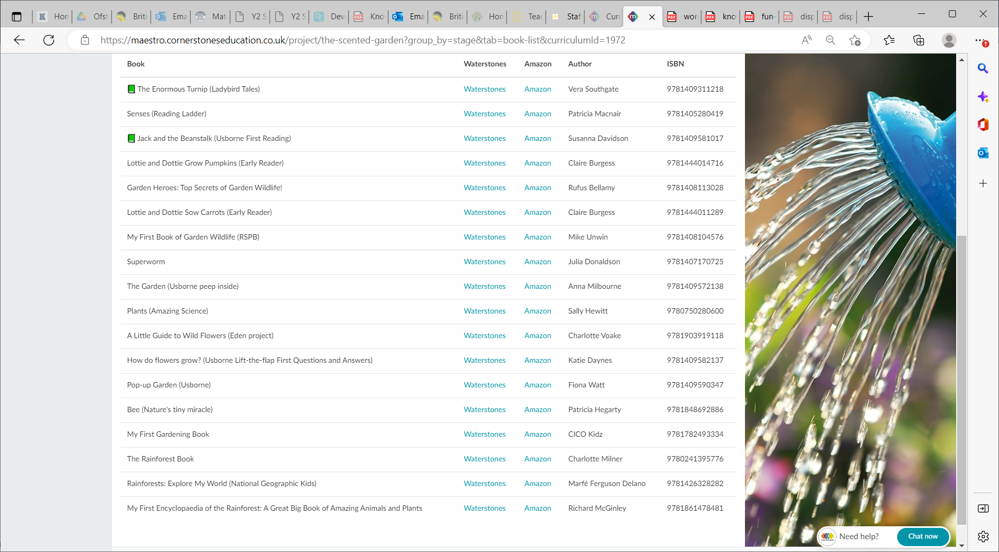 Hon Ofst Briti Ema Mat Y2 S Y2 S Dev Kno Ema Briti Hon Teac Staf Curr wor kno fun- disp disp
https://maestro.cornerstoneseducation.co.uk/project/the-scented-garden?group_by=stage&tab=book-list&curriculumId=1972
Book Waterstones Amazon Author ISBN
The Enormous Turnip (Ladybird Tales) Waterstones Amazon Vera Southgate 9781409311218
Senses (Reading Ladder) Waterstones Amazon Patricia Macnair 9781405280419
Jack and the Beanstalk (Usborne First Reading) Waterstones Amazon Susanna Davidson 9781409581017
Lottie and Dottie Grow Pumpkins (Early Reader) Waterstones Amazon Claire Burgess 9781444014716
Garden Heroes: Top Secrets of Garden Wildlife! Waterstones Amazon Rufus Bellamy 9781408113028
Lottie and Dottie Sow Carrots (Early Reader) Waterstones Amazon Claire Burgess 9781444011289
My First Book of Garden Wildlife (RSPB) Waterstones Amazon Mike Unwin 9781408104576
Superworm Waterstones Amazon Julia Donaldson 9781407170725
The Garden (Usborne peep inside) Waterstones Amazon Anna Milbourne 9781409572138
Plants (Amazing Science) Waterstones Amazon Sally Hewitt 9780750280600
A Little Guide to Wild Flowers (Eden project) Waterstones Amazon Charlotte Voake 9781903919118
How do flowers grow? (Usborne Lift-the-flap First Questions and Answers) Waterstones Amazon Katie Daynes 9781409582137
Pop-up Garden (Usborne) Waterstones Amazon Fiona Watt 9781409590347
Bee (Nature's tiny miracle) Waterstones Amazon Patricia Hegarty 9781848692886
My First Gardening Book Waterstones Amazon CICO Kidz 9781782493334
The Rainforest Book Waterstones Amazon Charlotte Milner 9780241395776
Rainforests: Explore My World (National Geographic Kids) Waterstones Amazon Marfé Ferguson Delano 9781426328282
My First Encyclopaedia of the Rainforest: A Great Big Book of Amazing Animals and Plants Waterstones Amazon Richard McGinley 9781861478481
Need help? Chat now